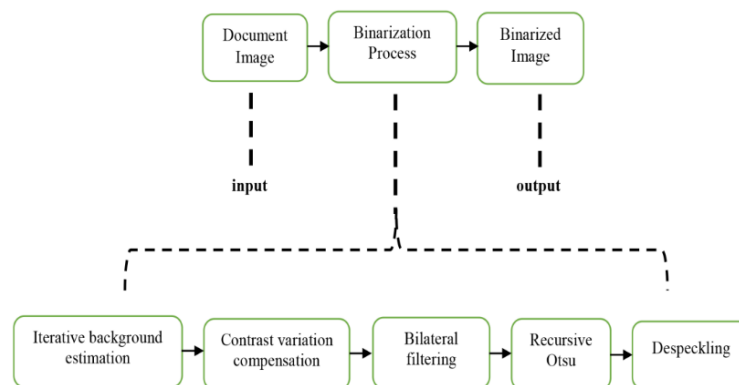 Document
Image
Binarization
Process
Binarized
Image
input
output
Iterative background
estimation
Contrast variation
compensation
Bilateral
filtering
Recursive
Otsu
Despeckling